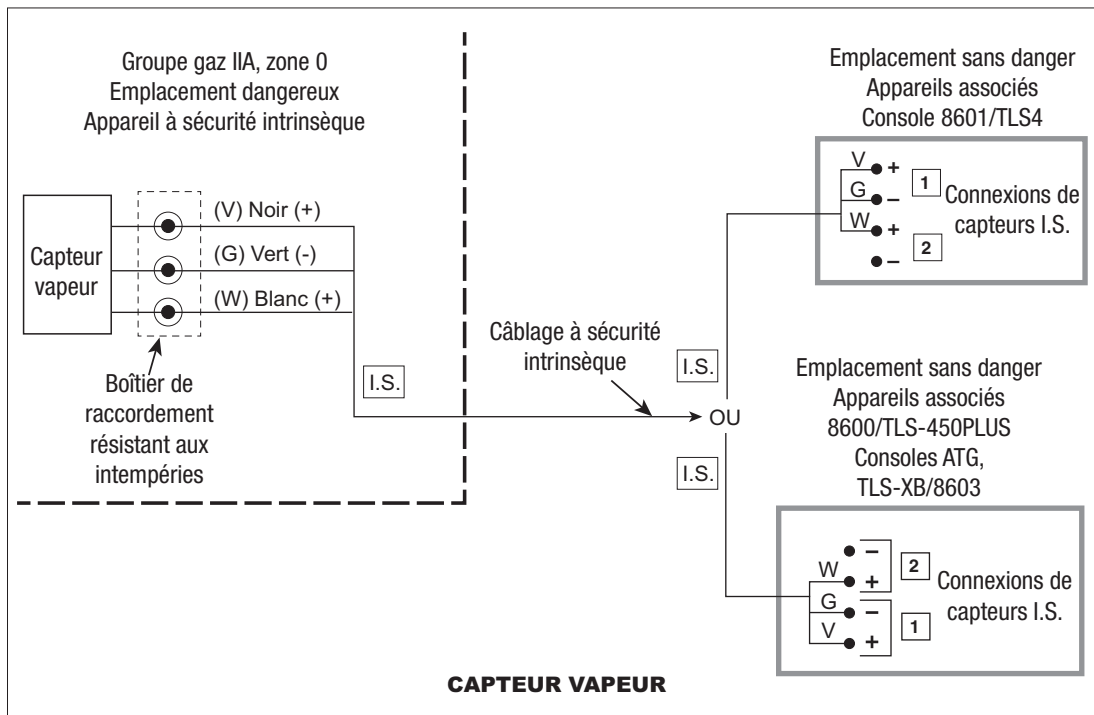 Groupe gaz IIA, zone 0
Emplacement dangereux
Appareil à sécurité intrinsèque
Capteur
vapeur
(V) Noir (+)
(G) Vert (-)
(W) Blanc (+)
Boîtier de
raccordement
résistant aux
intempéries
I.S.
Câblage à sécurité
intrinsèque
I.S.
OU
I.S.
Emplacement sans danger
Appareils associés
Console 8601/TLS4
V +
G –
W +
–
1
2
Connexions de
capteurs I.S.
Emplacement sans danger
Appareils associés
8600/TLS-450PLUS
Consoles ATG,
TLS-XB/8603
–
W +
G –
V +
2
1
Connexions de
capteurs I.S.
CAPTEUR VAPEUR